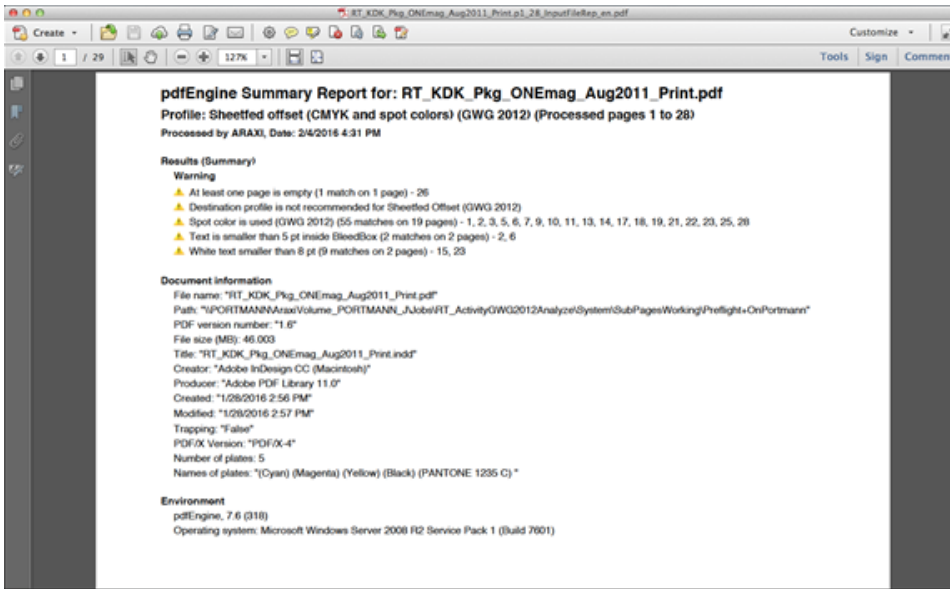 RT_KDK_Pkg_ONEmag_Aug2011_Print.p1_28_InputFileRep_en.pdf
Create
Customize
1 / 29
127%
Tools Sign Commen
pdfEngine Summary Report for: RT_KDK_Pkg_ONEmag_Aug2011_Print.pdf
Profile: Sheetfed offset (CMYK and spot colors) (GWG 2012) (Processed pages 1 to 28)
Processed by ARAXI, Date: 2/4/2016 4:31 PM
Results (Summary)
Warning
At least one page is empty (1 match on 1 page) - 26
Destination profile is not recommended for Sheetfed Offset (GWG 2012)
Spot color is used (GWG 2012) (55 matches on 19 pages) - 1, 2, 3, 5, 6, 7, 9, 10, 11, 13, 14, 17, 18, 19, 21, 22, 23, 25, 28
Text is smaller than 5 pt inside BleedBox (2 matches on 2 pages) - 2, 6
White text smaller than 8 pt (9 matches on 2 pages) - 15, 23
Document information
File name: "RT_KDK_Pkg_ONEmag_Aug2011_Print.pdf"
Path: "\\PORTMANN\AraxiVolume_PORTMANN_J\Jobs\RT_ActivityGWG2012Analyze\System\SubPagesWorking\Preflight+OnPortmann"
PDF version number: "1.6"
File size (MB): 46.003
Title: "RT_KDK_Pkg_ONEmag_Aug2011_Print.indd"
Creator: "Adobe InDesign CC (Macintosh)"
Producer: "Adobe PDF Library 11.0"
Created: "1/28/2016 2:56 PM"
Modified: "1/28/2016 2:57 PM"
Trapping: "False"
PDF/X Version: "PDF/X-4"
Number of plates: 5
Names of plates: "(Cyan) (Magenta) (Yellow) (Black) (PANTONE 1235 C) "
Environment
pdfEngine, 7.6 (318)
Operating system: Microsoft Windows Server 2008 R2 Service Pack 1 (Build 7601)